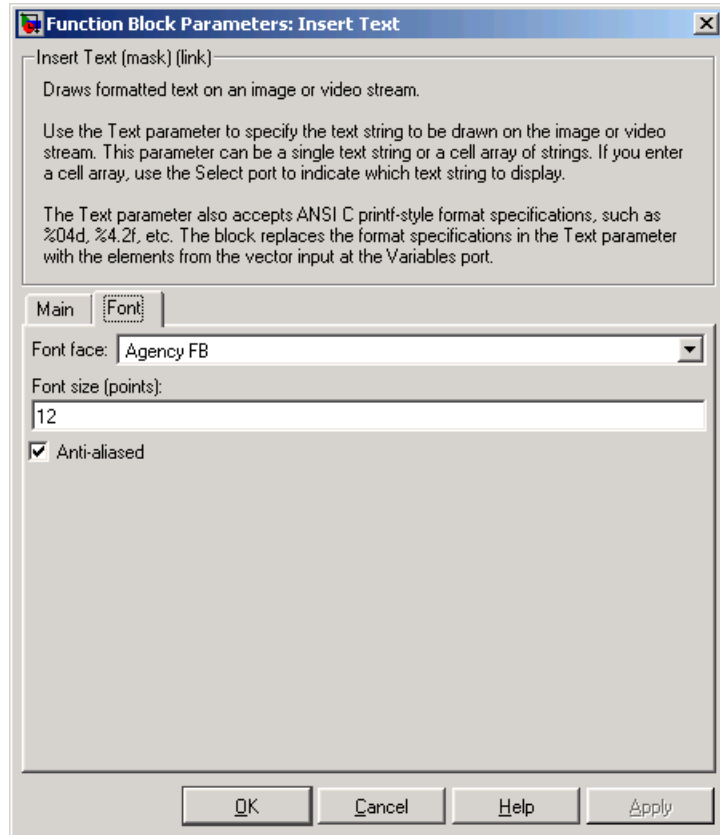 Function Block Parameters: Insert Text
Insert Text (mask) (link)
Draws formatted text on an image or video stream.
Use the Text parameter to specify the text string to be drawn on the image or video
stream. This parameter can be a single text string or a cell array of strings. If you enter
a cell array, use the Select port to indicate which text string to display.
The Text parameter also accepts ANSI C printf-style format specifications, such as
%04d, %4.2f, etc. The block replaces the format specifications in the Text parameter
with the elements from the vector input at the Variables port.
Main Font
Font face: Agency FB
Font size (points):
12
Anti-aliased
OK Cancel Help Apply